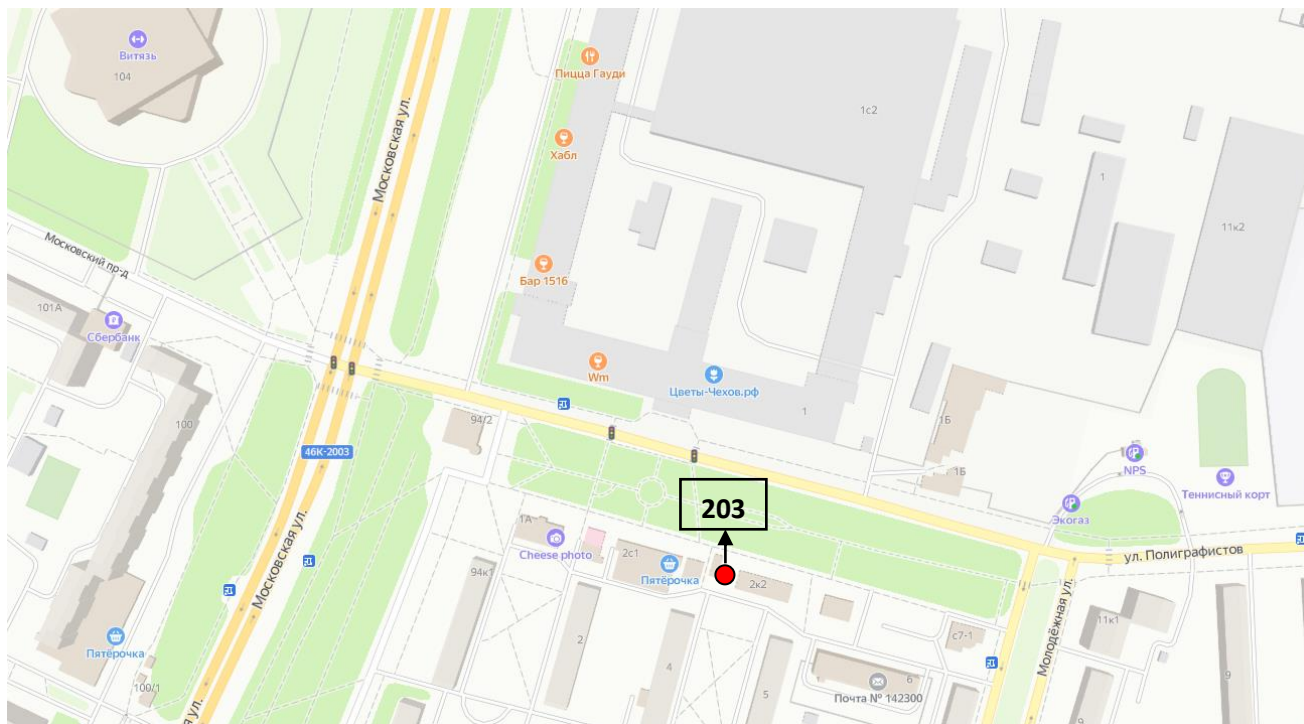 Витязь
104
Пицца Гауди
1с2
Московская ул.
Хабл
1
11к2
Московский пр-д
Бар 1516
101А
Сбербанк
Wm
Цветы-Чехов.рф
1
100
94/2
1Б
46К-2003
1Б
NPS
Теннисный корт
Экогаз
203
1А
Cheese photo
2с1
Пятёрочка
2к2
ул. Полиграфистов
94к1
Московская ул.
Молодёжная ул.
11к1
с7-1
2
4
5
6
Почта № 142300
9
9
Пятёрочка
100/1